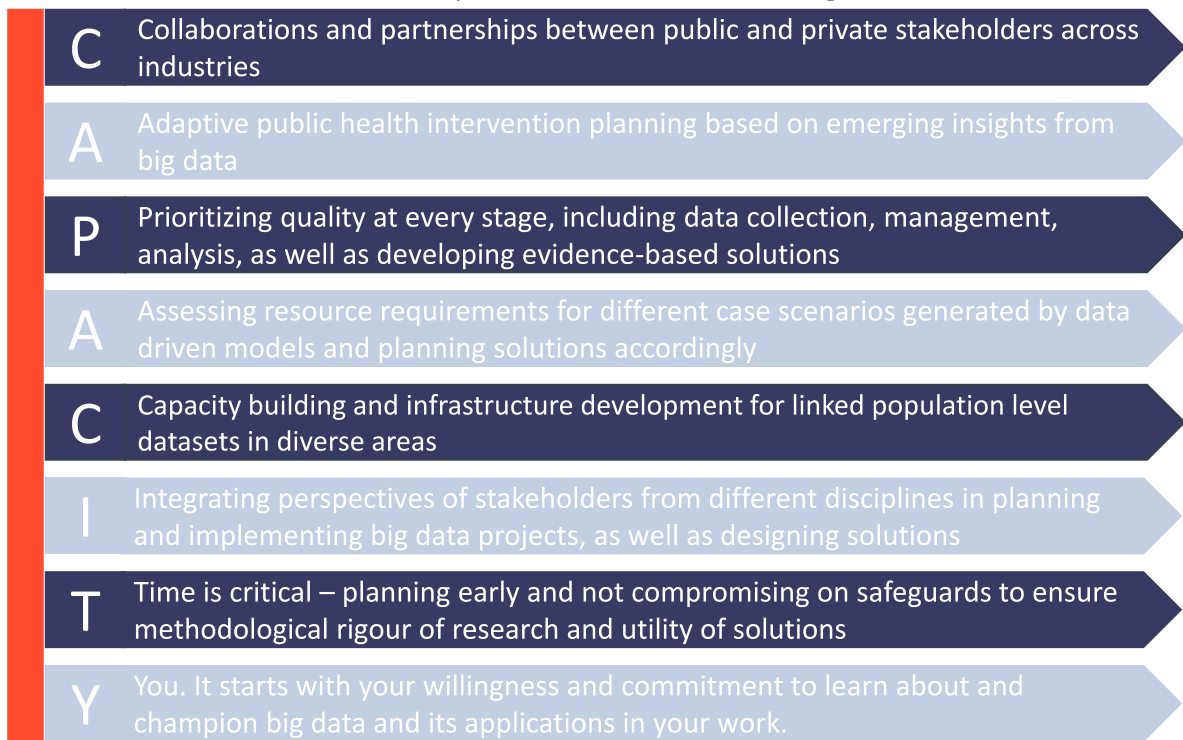 C
Collaborations and partnerships between public and private stakeholders across
industries
A
Adaptive public health intervention planning based on emerging insights from
big data
P
Prioritizing quality at every stage, including data collection, management,
analysis, as well as developing evidence-based solutions
A
Assessing resource requirements for different case scenarios generated by data
driven models and planning solutions accordingly
C
Capacity building and infrastructure development for linked population level
datasets in diverse areas
I
Integrating perspectives of stakeholders from different disciplines in planning
and implementing big data projects, as well as designing solutions
T
Time is critical – planning early and not compromising on safeguards to ensure
methodological rigour of research and utility of solutions
Y
You. It starts with your willingness and commitment to learn about and
champion big data and its applications in your work.